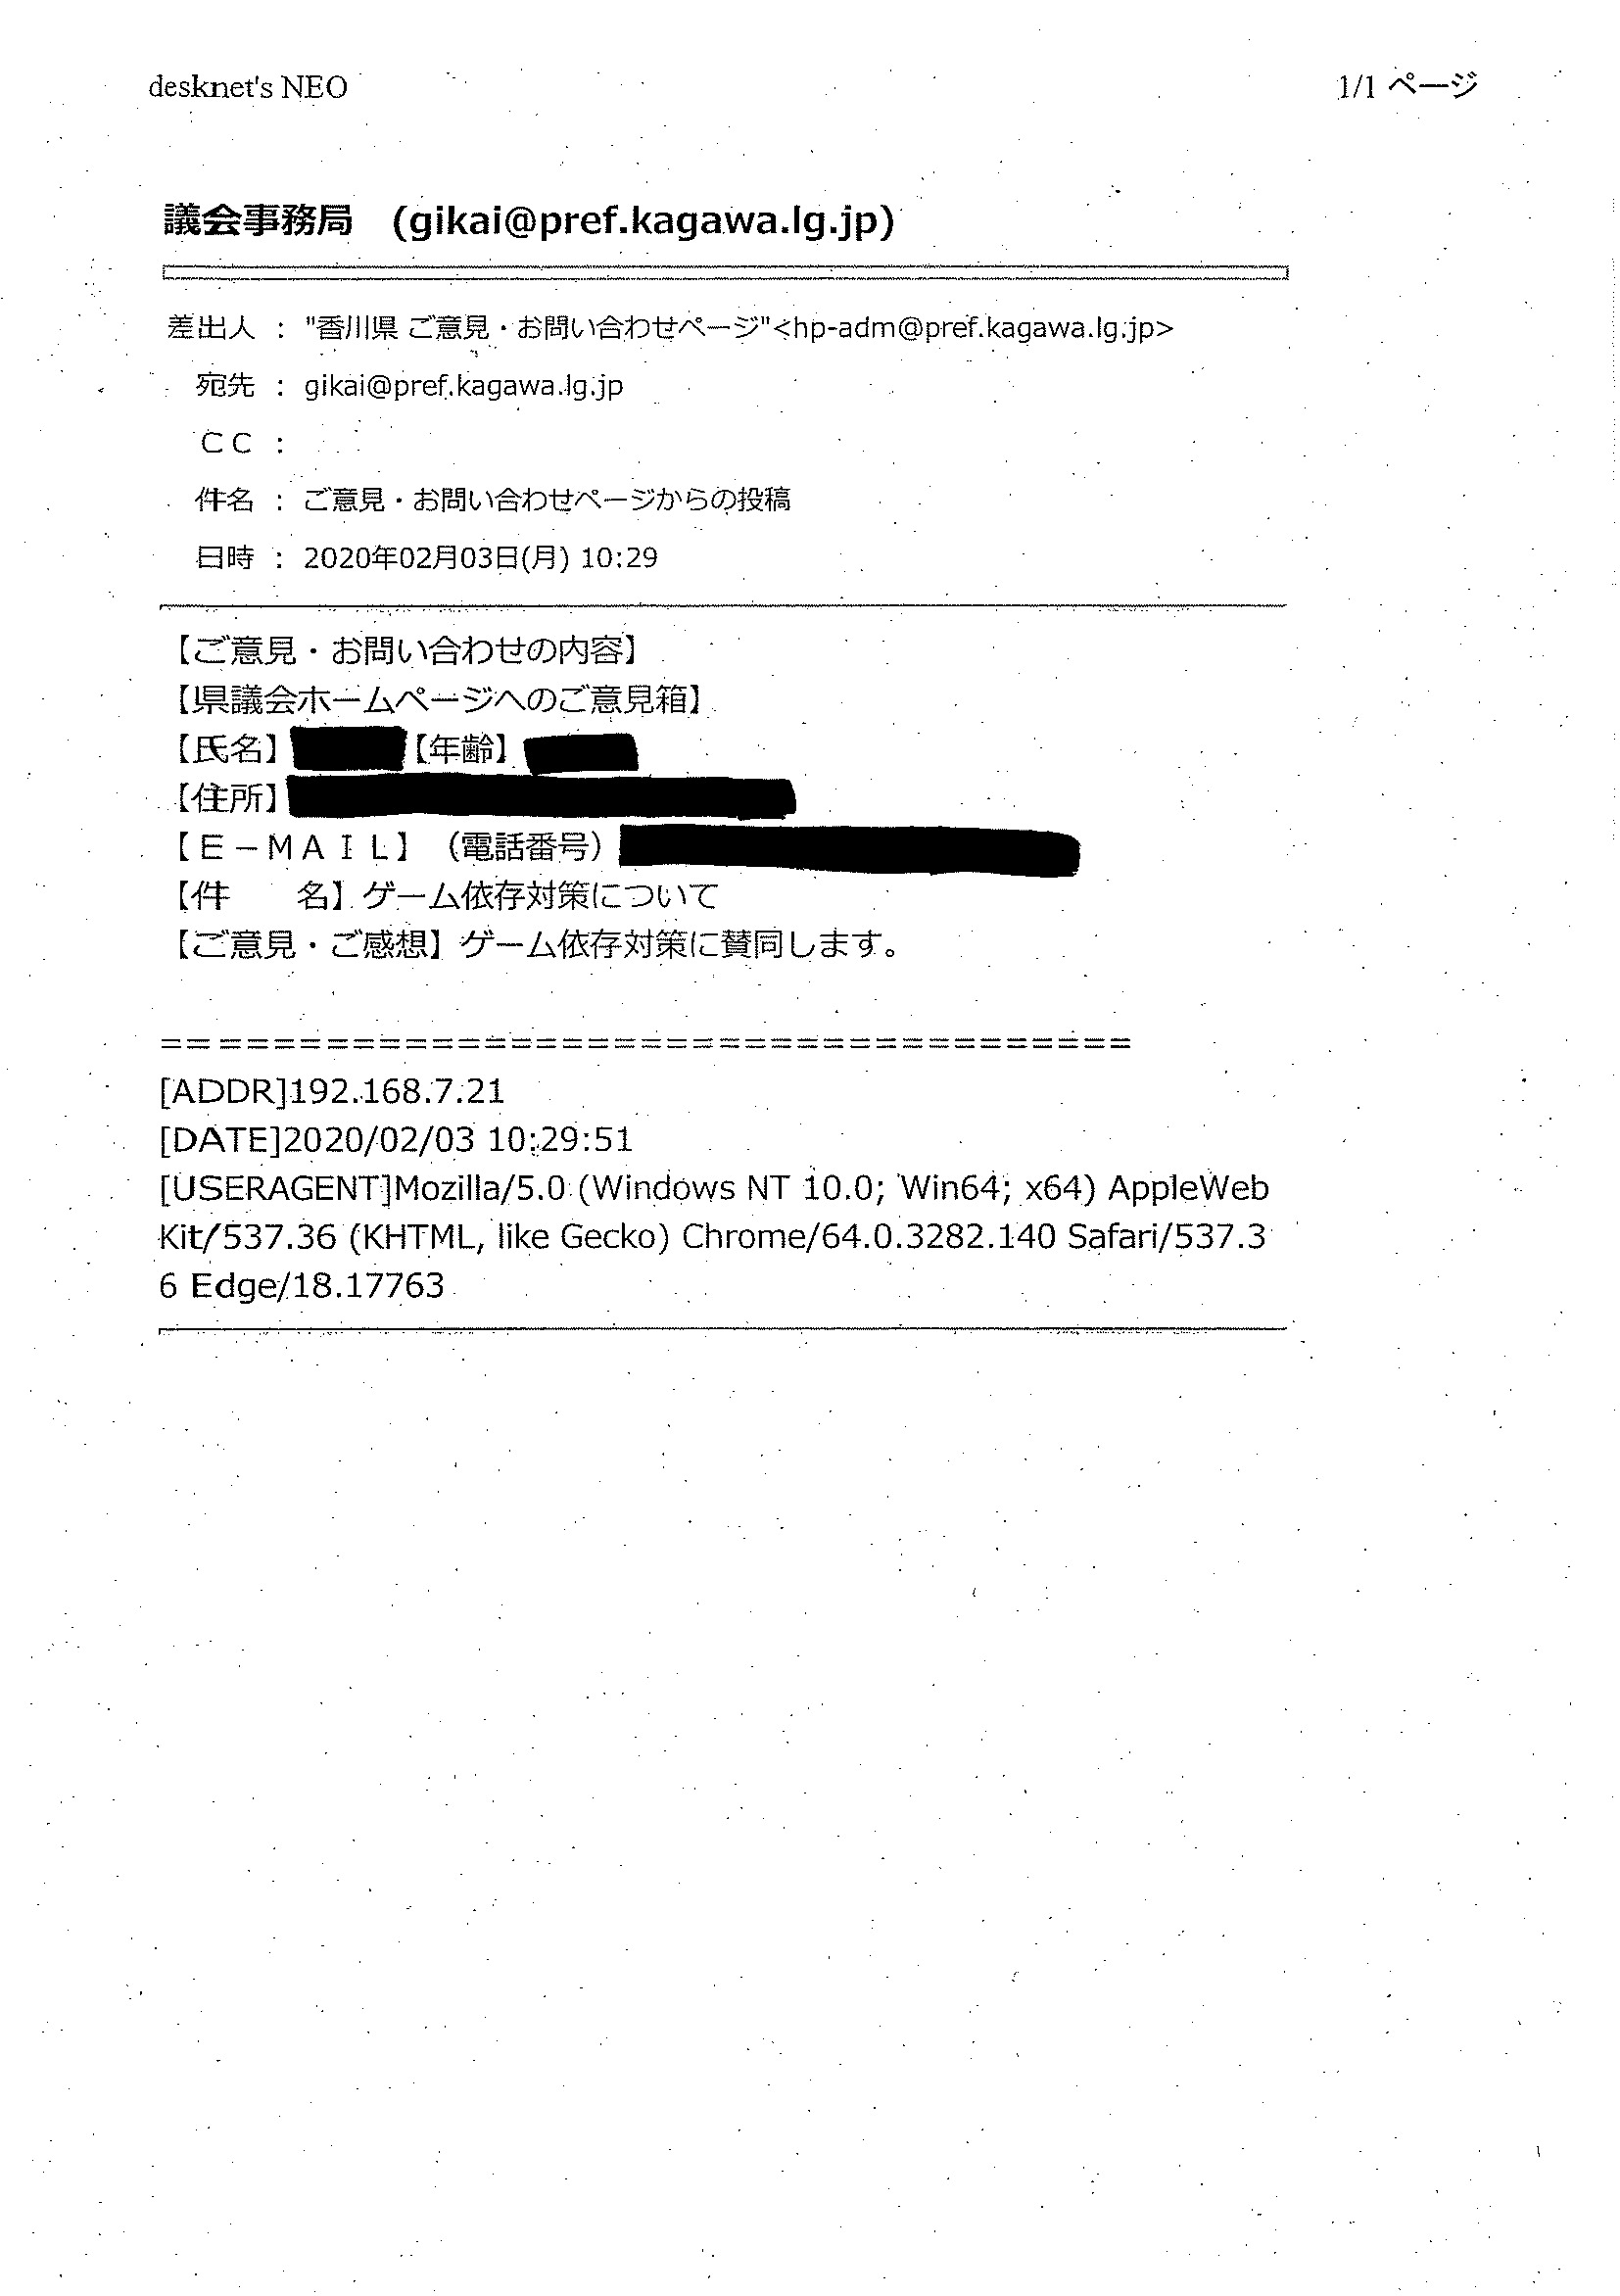 desknet's NEO
1/1 ページ
議会事務局 (gikai@pref.kagawa.lg.jp)
差出人 : "香川県 ご意見・お問い合わせページ"<hp-adm@pref.kagawa.lg.jp>
宛先 : gikai@pref.kagawa.lg.jp
ＣＣ :
件名 : ご意見・お問い合わせページからの投稿
日時 : 2020年02月03日(月) 10:29
【ご意見・お問い合わせの内容】
【県議会ホームページへのご意見箱】
【氏名】 【年齢】
【住所】
【Ｅ－ＭＡＩＬ】（電話番号）
【件　　名】ゲーム依存対策について
【ご意見・ご感想】ゲーム依存対策に賛同します。
=====================================
[ADDR]192.168.7.21
[DATE]2020/02/03 10:29:51
[USERAGENT]Mozilla/5.0 (Windows NT 10.0; Win64; x64) AppleWeb
Kit/537.36 (KHTML, like Gecko) Chrome/64.0.3282.140 Safari/537.3
6 Edge/18.17763